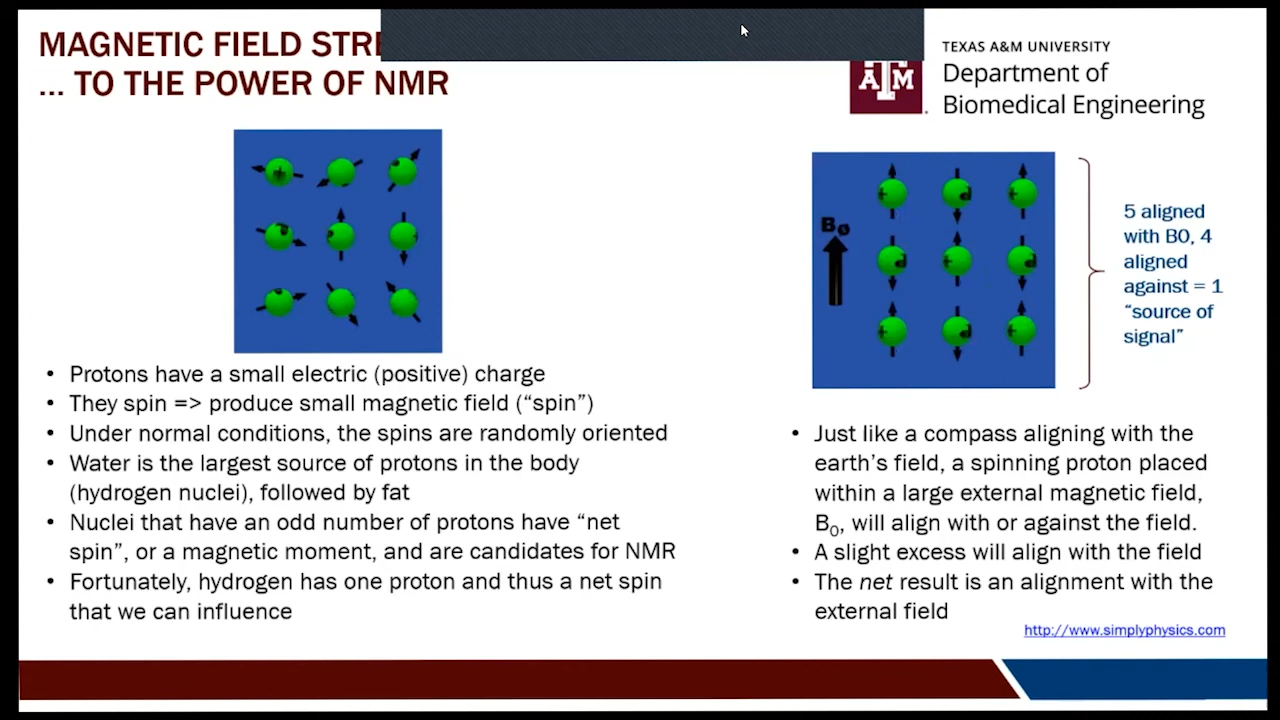 MAGNETIC FIELD
... TO THE POWER OF NMR
TEXAS A&M UNIVERSITY
Department of
Biomedical Engineering
ATM
B0
5 aligned
with B0, 4
aligned
against = 1
“source of
signal”
• Protons have a small electric (positive) charge
• They spin => produce small magnetic field (“spin”)
• Under normal conditions, the spins are randomly oriented
• Water is the largest source of protons in the body
(hydrogen nuclei), followed by fat
• Nuclei that have an odd number of protons have “net
spin”, or a magnetic moment, and are candidates for NMR
• Fortunately, hydrogen has one proton and thus a net spin
that we can influence
• Just like a compass aligning with the
earth’s field, a spinning proton placed
within a large external magnetic field,
B0, will align with or against the field.
• A slight excess will align with the field
• The net result is an alignment with the
external field
http://www.simplyphysics.com